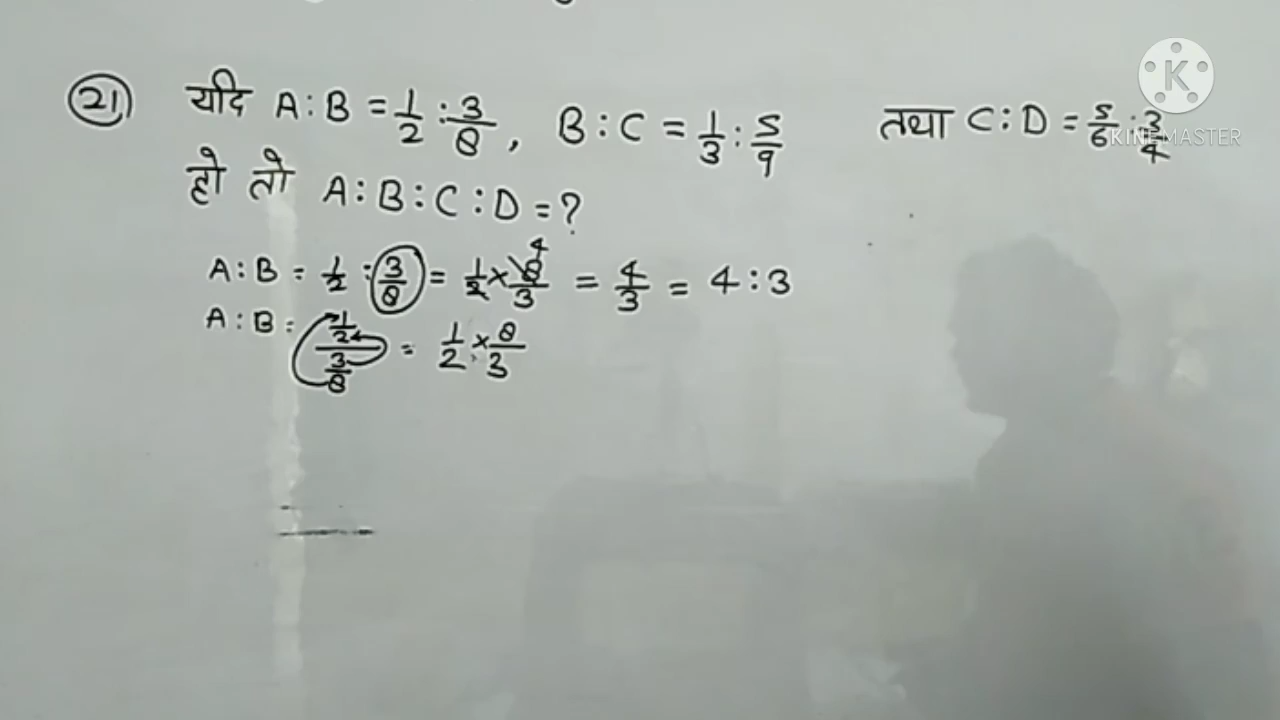 21 यदि A:B = 1/2 : 3/8 , B:C = 1/3 : 5/9 तथा C:D = 5/6 : 3/4
हो तो A:B:C:D = ?
A:B = 1/2 : 3/8 = 1/2 × 8/3 4 = 4/3 = 4:3
A:B = 1/2 / 3/8 = 1/2 × 8/3
K
KINEMASTER